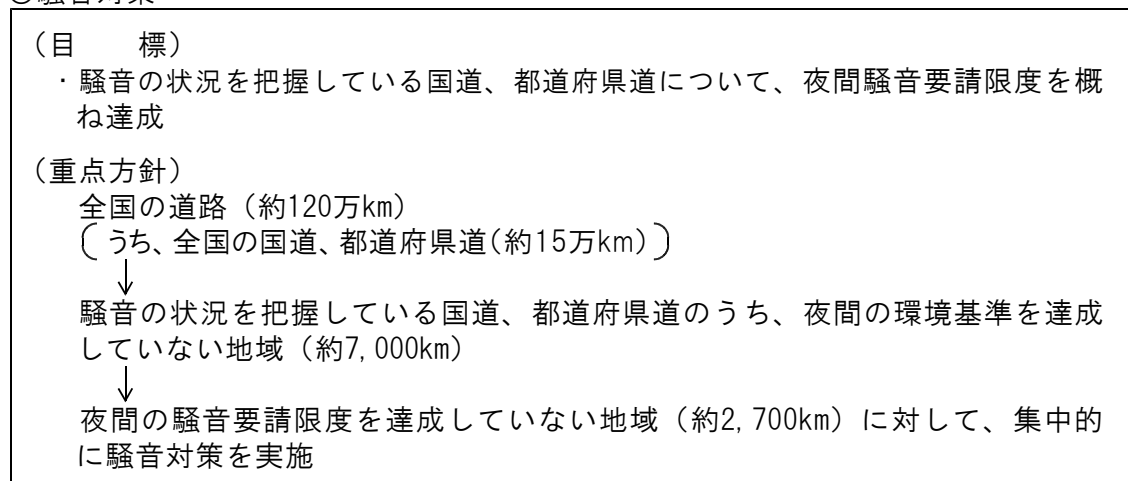 （目　　標）
・騒音の状況を把握している国道、都道府県道について、夜間騒音要請限度を概
ね達成
（重点方針）
全国の道路（約120万km）
（うち、全国の国道、都道府県道(約15万km)）
↓
騒音の状況を把握している国道、都道府県道のうち、夜間の環境基準を達成
していない地域（約7,000km）
↓
夜間の騒音要請限度を達成していない地域（約2,700km）に対して、集中的
に騒音対策を実施